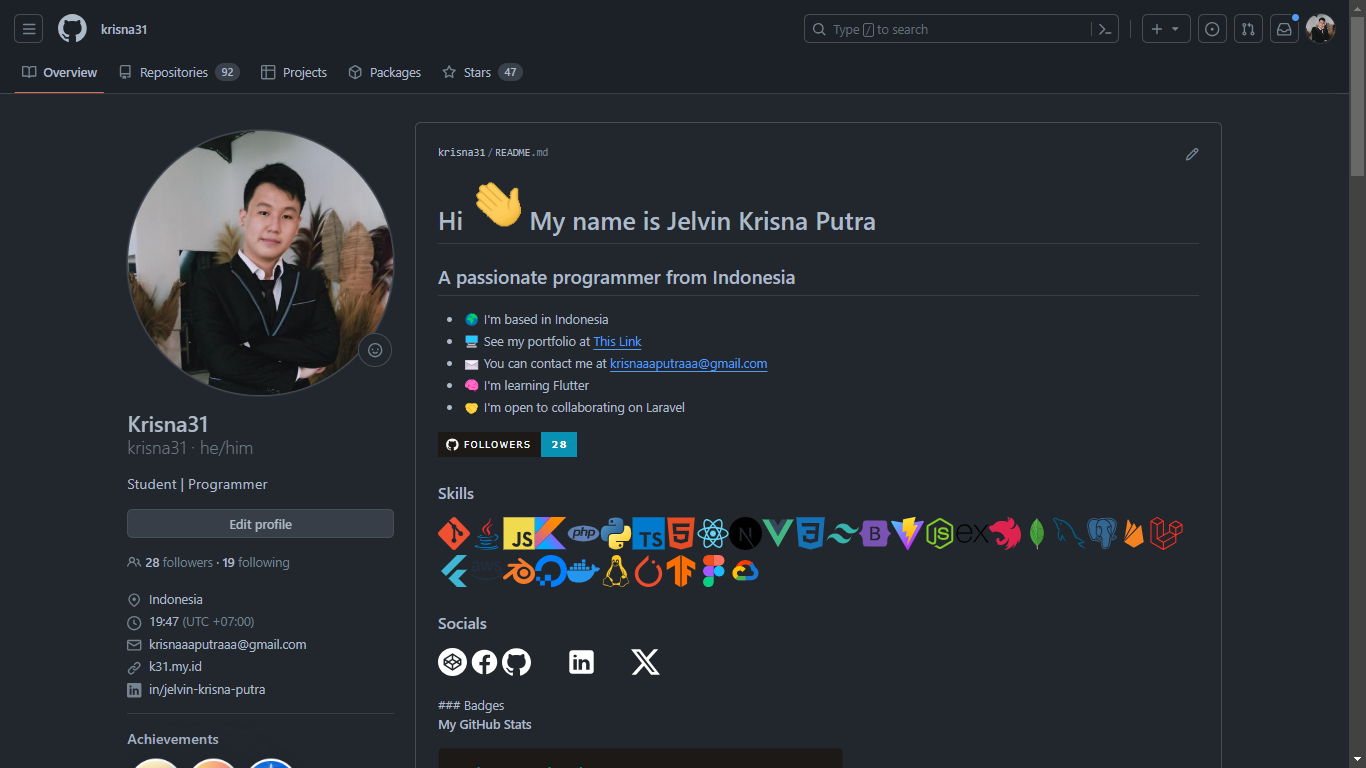 krisna31
Type / to search
Overview
Repositories 92
Projects
Packages
Stars 47
krisna31/README.md
Hi 👋 My name is Jelvin Krisna Putra
A passionate programmer from Indonesia
🌍 I'm based in Indonesia
🖥️ See my portfolio at This Link
✉️ You can contact me at krisnaaaputraaa@gmail.com
🧠 I'm learning Flutter
🤝 I'm open to collaborating on Laravel
FOLLOWERS 28
Skills
JS
php
TS
N
B
JS
ex
aws
Socials
in
X
### Badges
My GitHub Stats
Krisna31
krisna31 · he/him
Student | Programmer
Edit profile
28 followers · 19 following
Indonesia
19:47 (UTC +07:00)
krisnaaaputraaa@gmail.com
k31.my.id
in/jelvin-krisna-putra
Achievements